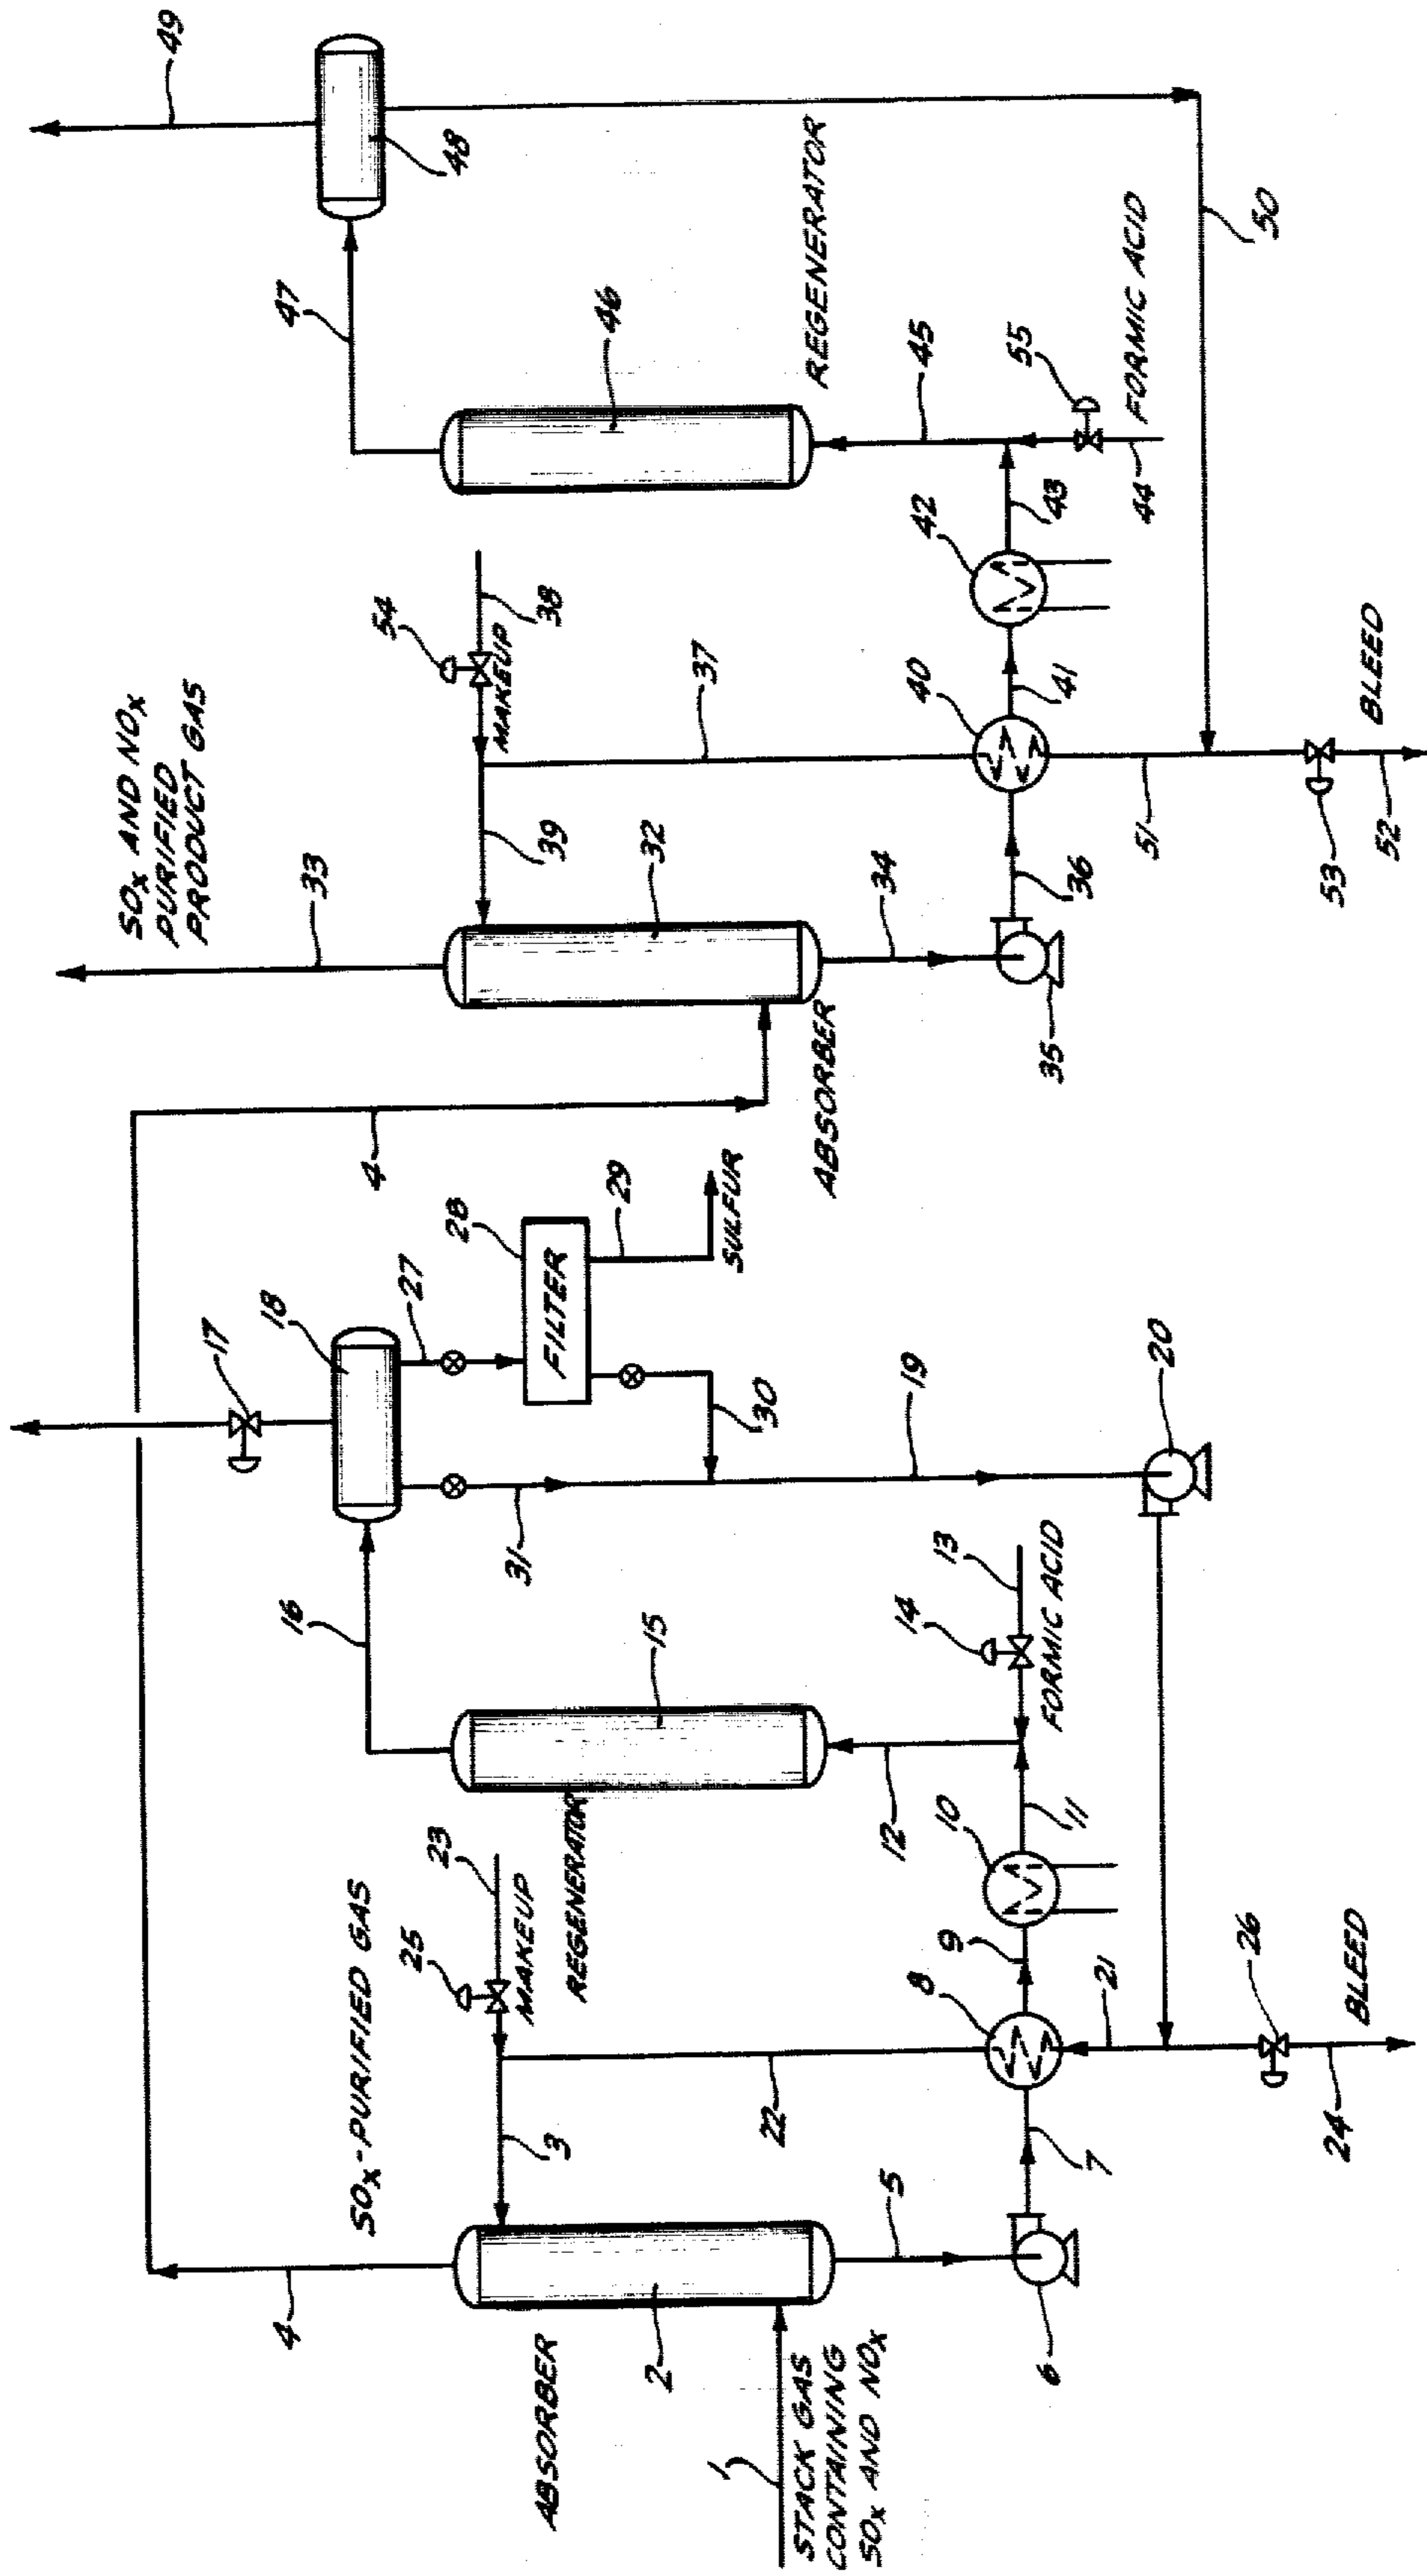 49
48
47
46
REGENERATOR
45
55
FORMIC ACID
44
50
43
42
41
40
54
38
MAKEUP
37
39
SOX AND NOX
PURIFIED
PRODUCT GAS
33
32
34
36
35
ABSORBER
51
53
52
BLEED
4
17
18
27
28
FILTER
29
SULFUR
30
31
19
20
16
15
REGENERATOR
14
13
FORMIC ACID
12
11
10
9
8
25
23
MAKEUP
SOX-PURIFIED GAS
3
22
21
26
24
BLEED
4
2
5
7
6
ABSORBER
1
STACK GAS
CONTAINING
SOX AND NOX